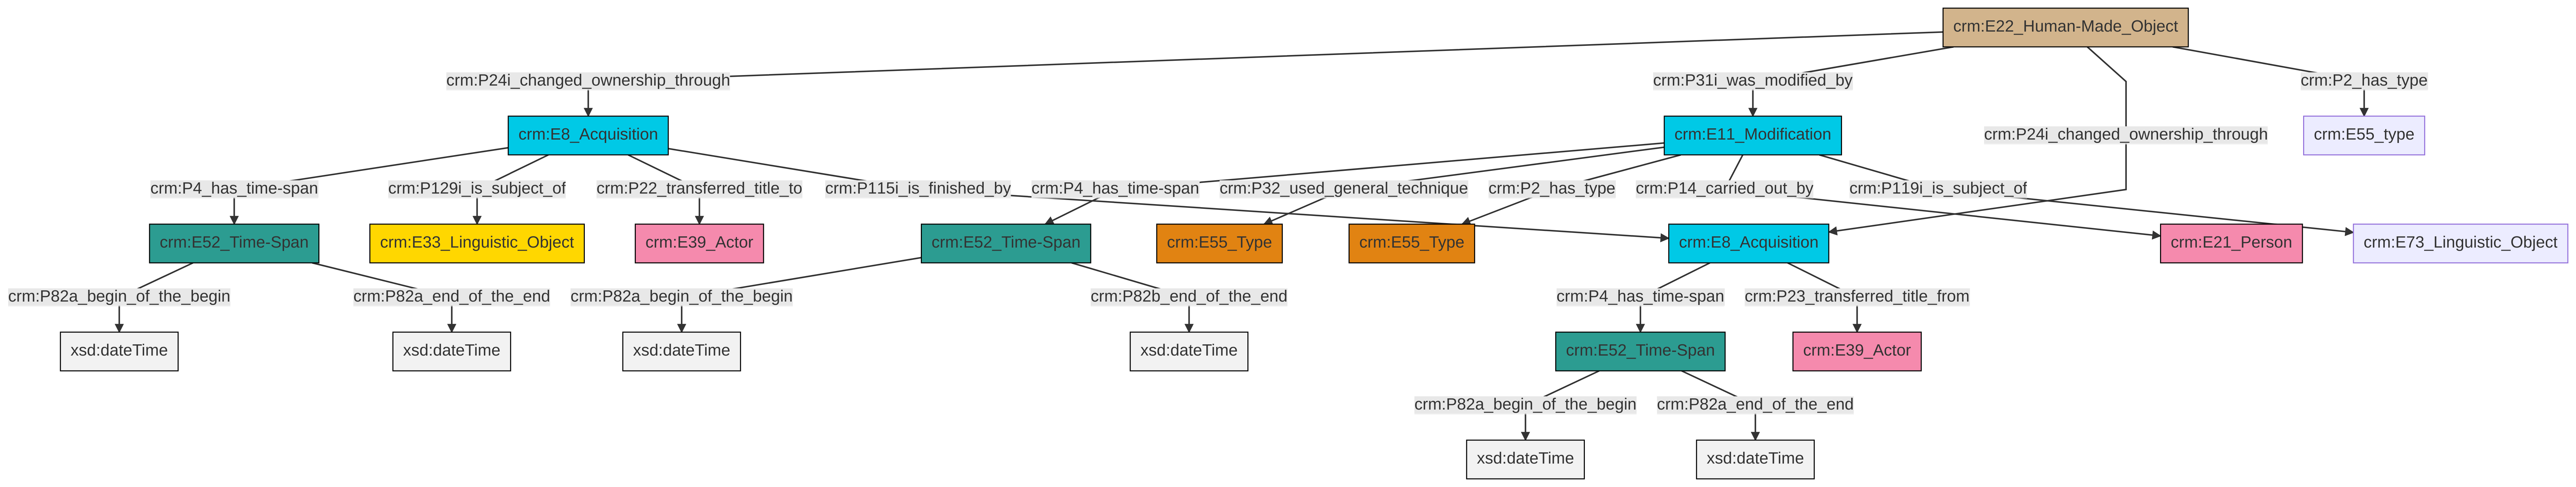 crm:E22_Human-Made_Object
crm:P24i_changed_ownership_through
crm:P31i_was_modified_by
crm:P2_has_type
crm:E8_Acquisition
crm:E11_Modification
crm:P24i_changed_ownership_through
crm:E55_type
crm:P4_has_time-span
crm:P129i_is_subject_of
crm:P22_transferred_title_to
crm:P115i_is_finished_by
crm:P4_has_time-span
crm:P32_used_general_technique
crm:P2_has_type
crm:P14_carried_out_by
crm:P119i_is_subject_of
crm:E52_Time-Span
crm:E33_Linguistic_Object
crm:E39_Actor
crm:E52_Time-Span
crm:E55_Type
crm:E55_Type
crm:E8_Acquisition
crm:E21_Person
crm:E73_Linguistic_Object
crm:P82a_begin_of_the_begin
crm:P82a_end_of_the_end
crm:P82a_begin_of_the_begin
crm:P82b_end_of_the_end
crm:P4_has_time-span
crm:P23_transferred_title_from
xsd:dateTime
xsd:dateTime
xsd:dateTime
xsd:dateTime
crm:E52_Time-Span
crm:E39_Actor
crm:P82a_begin_of_the_begin
crm:P82a_end_of_the_end
xsd:dateTime
xsd:dateTime